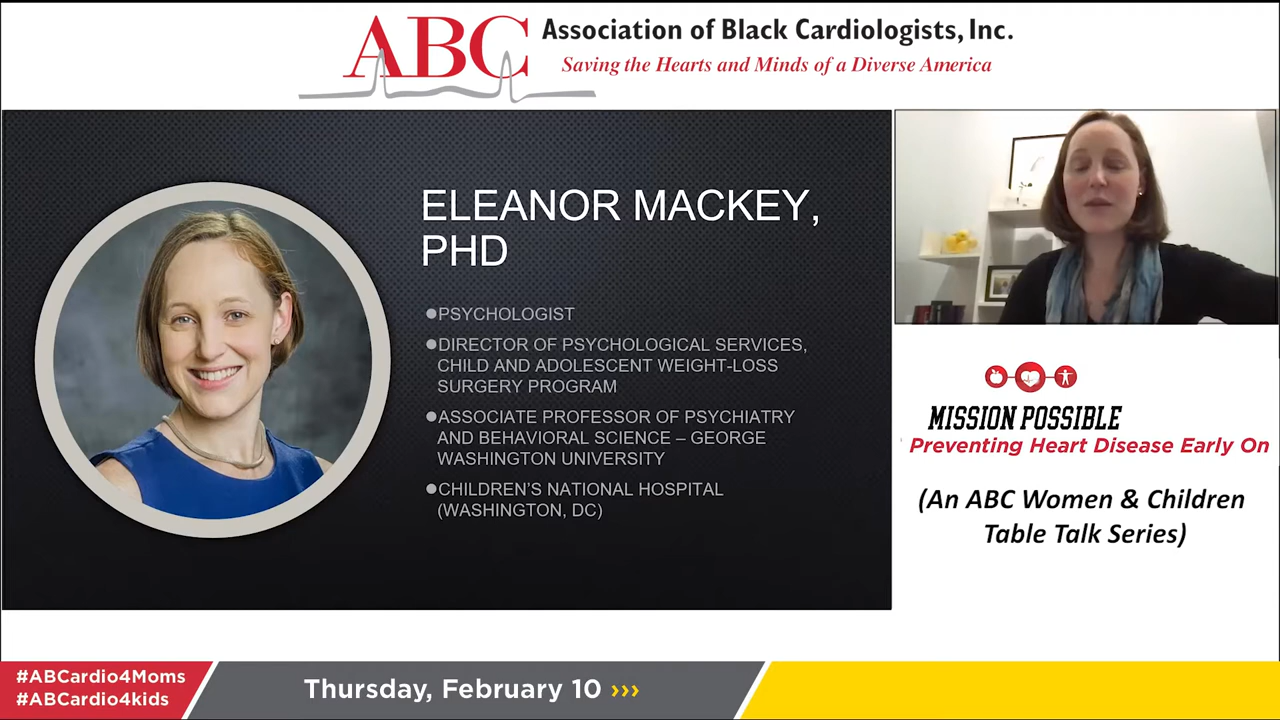 ABC
Association of Black Cardiologists, Inc.
Saving the Hearts and Minds of a Diverse America
ELEANOR MACKEY,
PHD
●PSYCHOLOGIST
●DIRECTOR OF PSYCHOLOGICAL SERVICES,
CHILD AND ADOLESCENT WEIGHT-LOSS
SURGERY PROGRAM
●ASSOCIATE PROFESSOR OF PSYCHIATRY
AND BEHAVIORAL SCIENCE – GEORGE
WASHINGTON UNIVERSITY
●CHILDREN'S NATIONAL HOSPITAL
(WASHINGTON, DC)
MISSION POSSIBLE
Preventing Heart Disease Early On
(An ABC Women & Children
Table Talk Series)
#ABCardio4Moms
#ABCardio4kids
Thursday, February 10 ›››